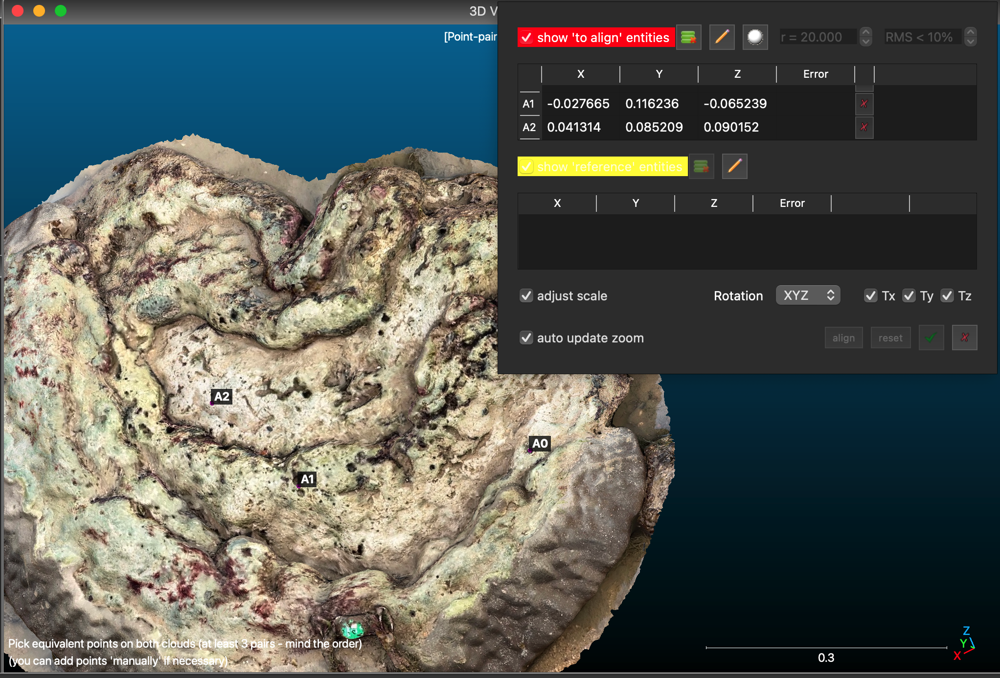 3D V
[Point-pair
show 'to align' entities
r = 20.000
RMS < 10%
X Y Z Error
A1 -0.027665 0.116236 -0.065239
A2 0.041314 0.085209 0.090152
show 'reference' entities
X Y Z Error
adjust scale
Rotation XYZ Tx Ty Tz
auto update zoom
align reset
A2
A0
A1
Pick equivalent points on both clouds (at least 3 pairs - mind the order)
(you can add points 'manually' if necessary)
0.3
Z
Y
X